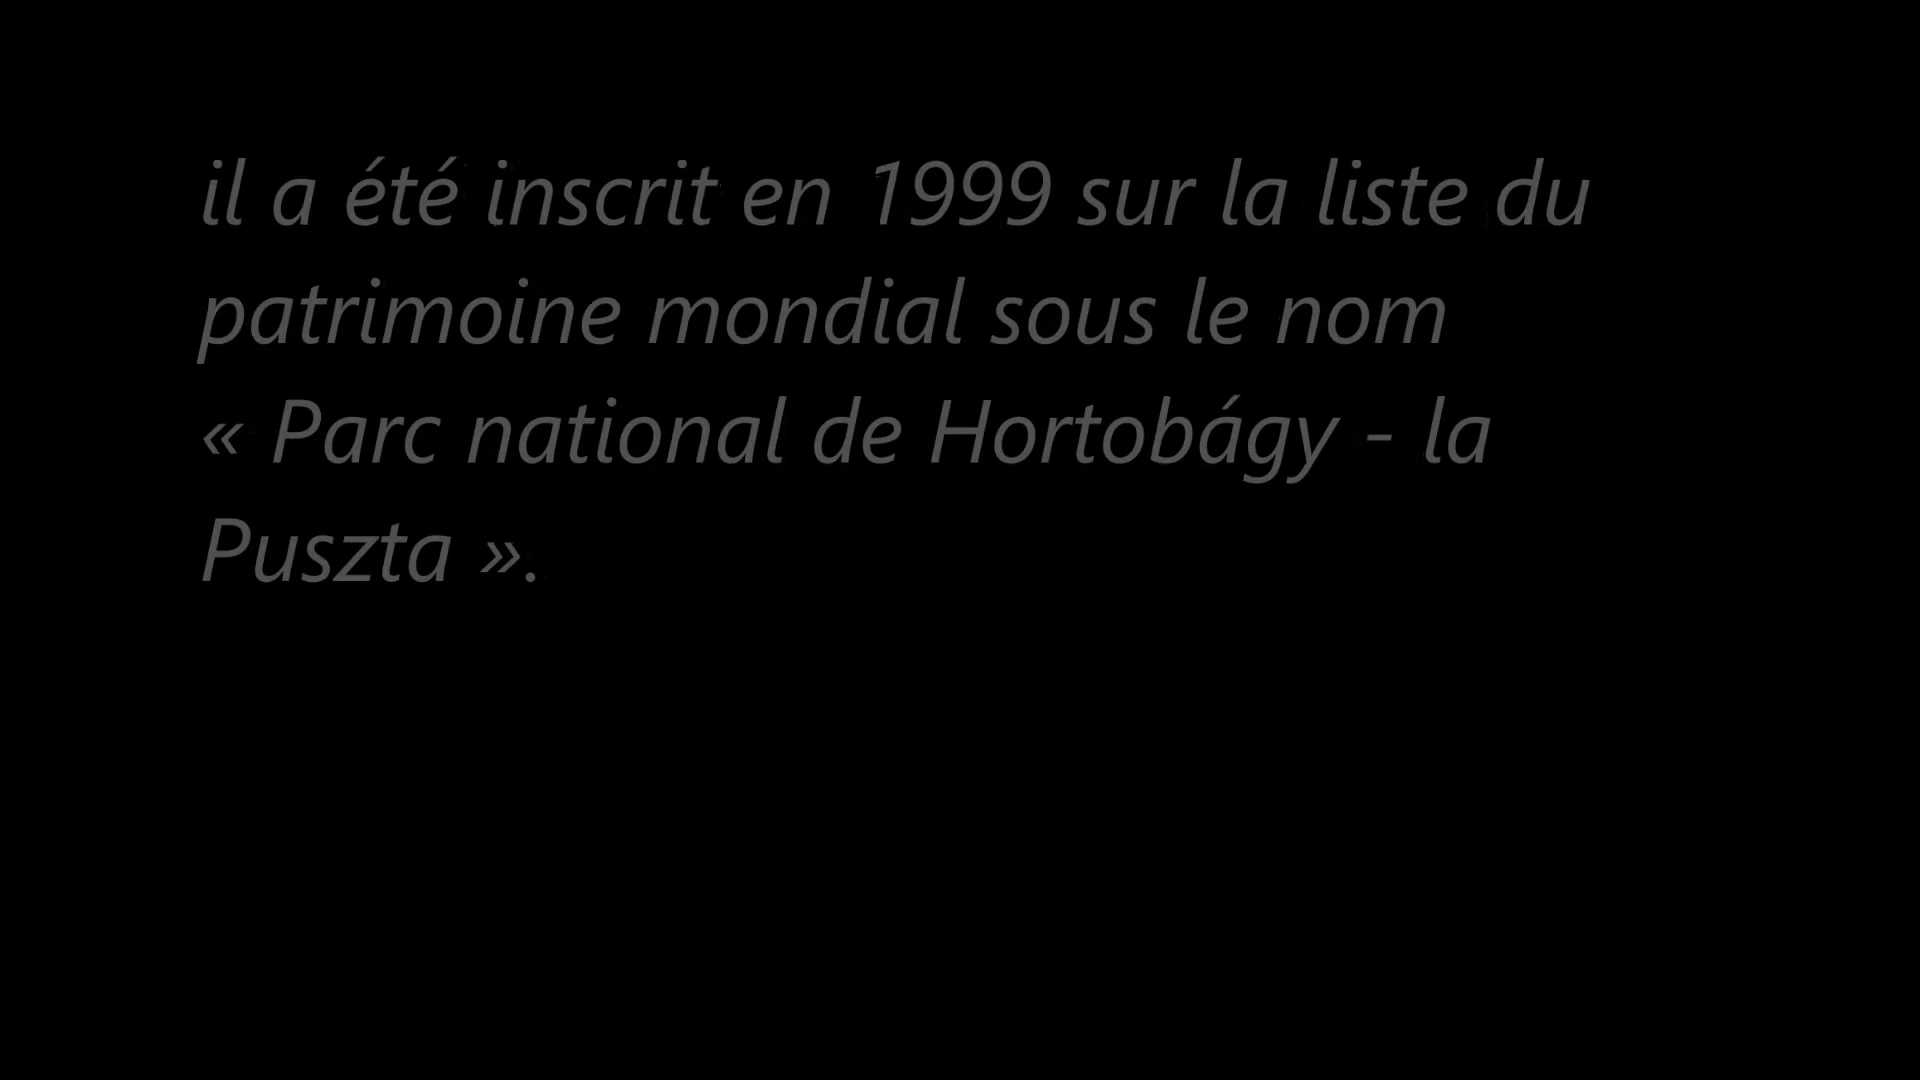 il a été inscrit en 1999 sur la liste du
patrimoine mondial sous le nom
« Parc national de Hortobágy - la
Puszta ».